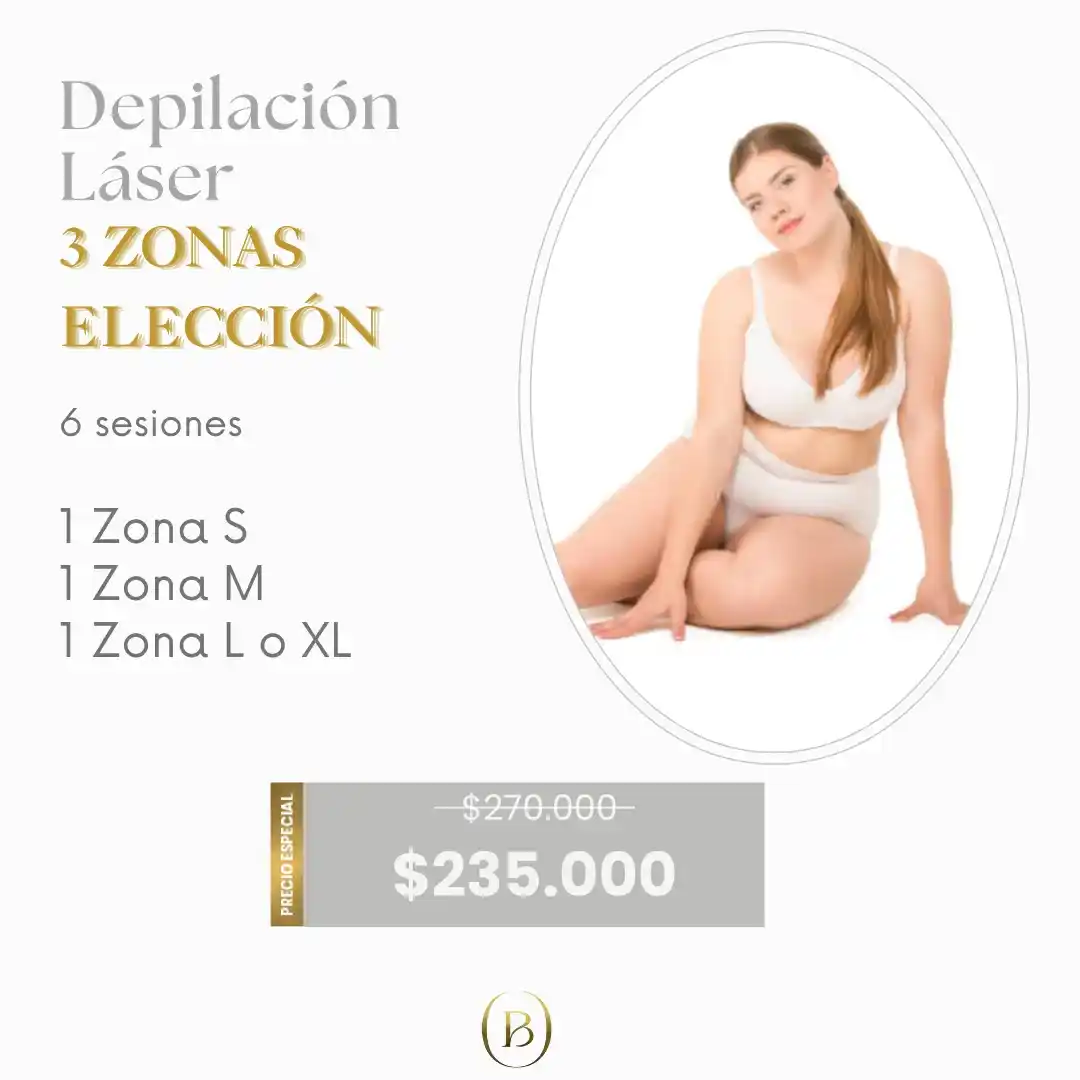 Depilación
Láser
3 ZONAS
ELECCIÓN
6 sesiones
1 Zona S
1 Zona M
1 Zona L o XL
PRECIO ESPECIAL
$270.000
$235.000
B